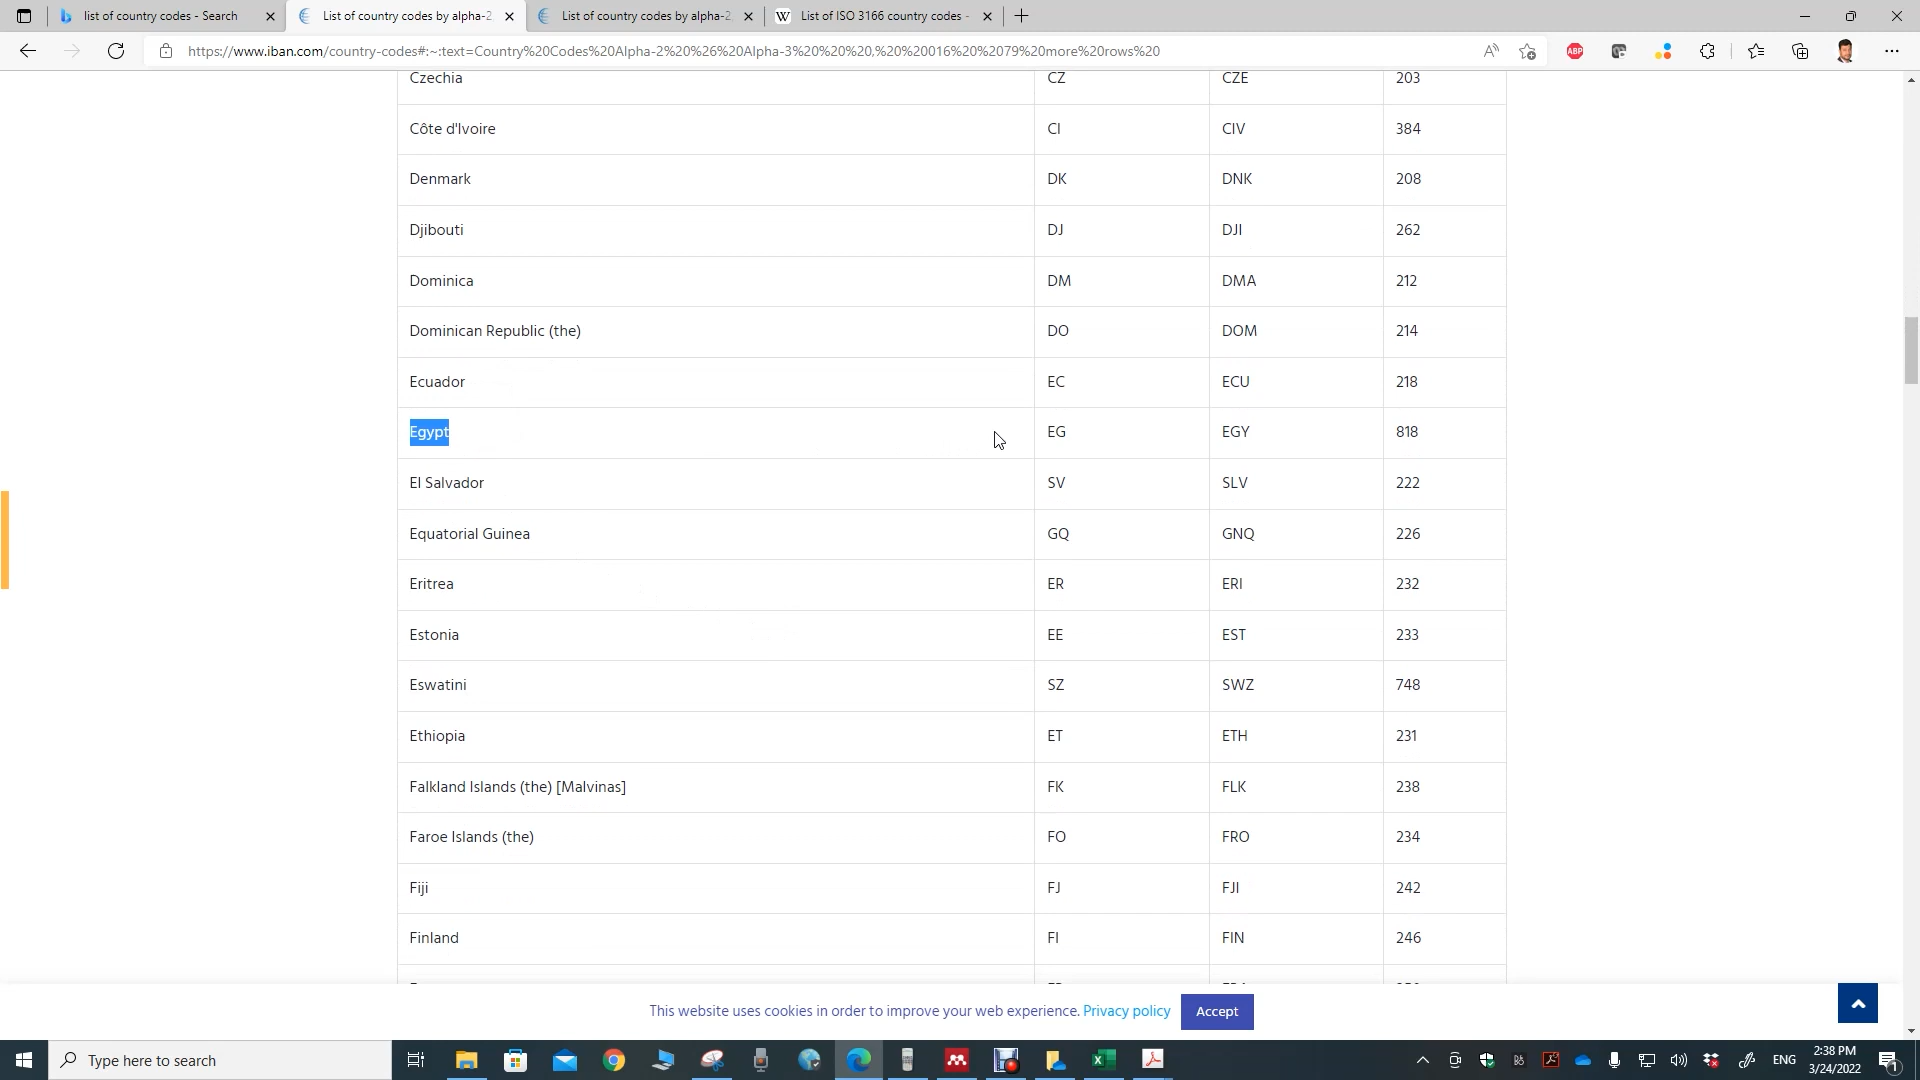 list of country codes - Search
List of country codes by alpha-2
List of country codes by alpha-2
W List of ISO 3166 country codes -
https://www.iban.com/country-codes#:~:text=Country%20Codes%20Alpha-2%20%26%20Alpha-3%20%20%20,%20%20016%20%2079%20more%20rows%20
ABP
Czechia CZ CZE 203
Côte d'Ivoire CI CIV 384
Denmark DK DNK 208
Djibouti DJ DJI 262
Dominica DM DMA 212
Dominican Republic (the) DO DOM 214
Ecuador EC ECU 218
Egypt EG EGY 818
El Salvador SV SLV 222
Equatorial Guinea GQ GNQ 226
Eritrea ER ERI 232
Estonia EE EST 233
Eswatini SZ SWZ 748
Ethiopia ET ETH 231
Falkland Islands (the) [Malvinas] FK FLK 238
Faroe Islands (the) FO FRO 234
Fiji FJ FJI 242
Finland FI FIN 246
This website uses cookies in order to improve your web experience. Privacy policy Accept
Type here to search
ENG
2:38 PM
3/24/2022
1